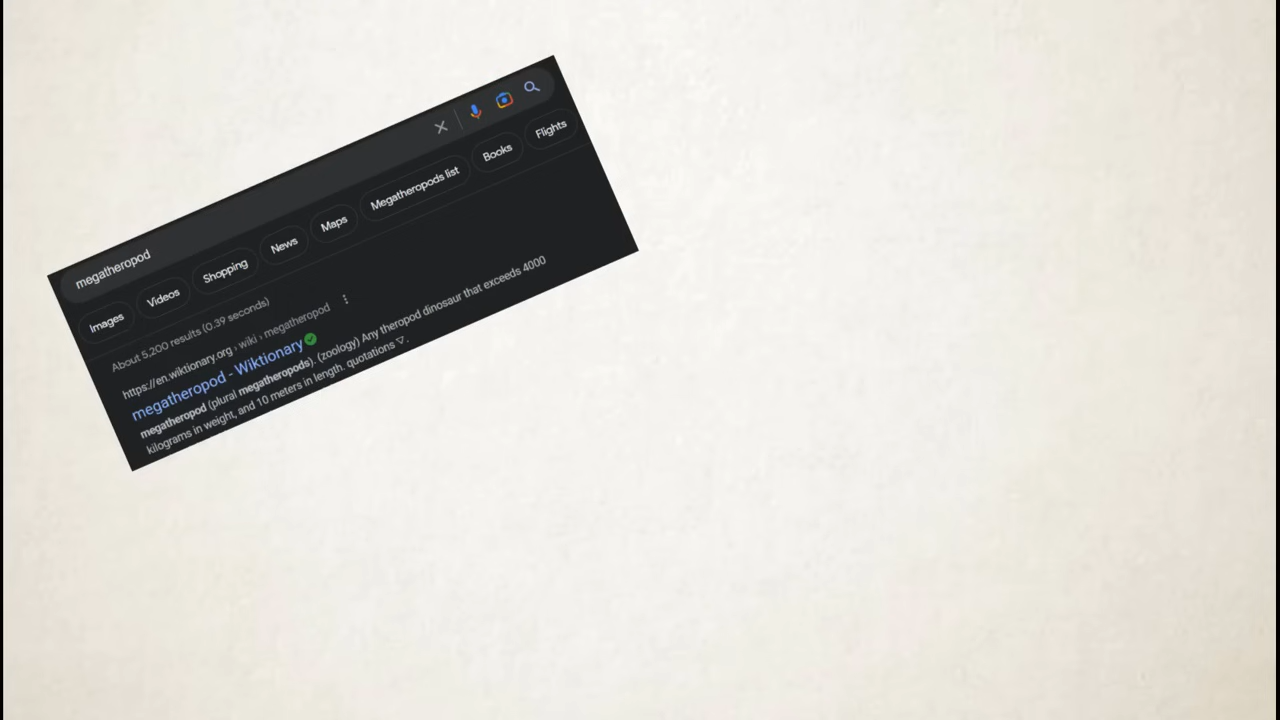 megatheropod
Images Videos Shopping News Maps Megatheropods list Books Flights
About 5,200 results (0.39 seconds)
https://en.wiktionary.org › wiki › megatheropod
megatheropod - Wiktionary
megatheropod (plural megatheropods). (zoology) Any theropod dinosaur that exceeds 4000
kilograms in weight, and 10 meters in length. quotations ▽.